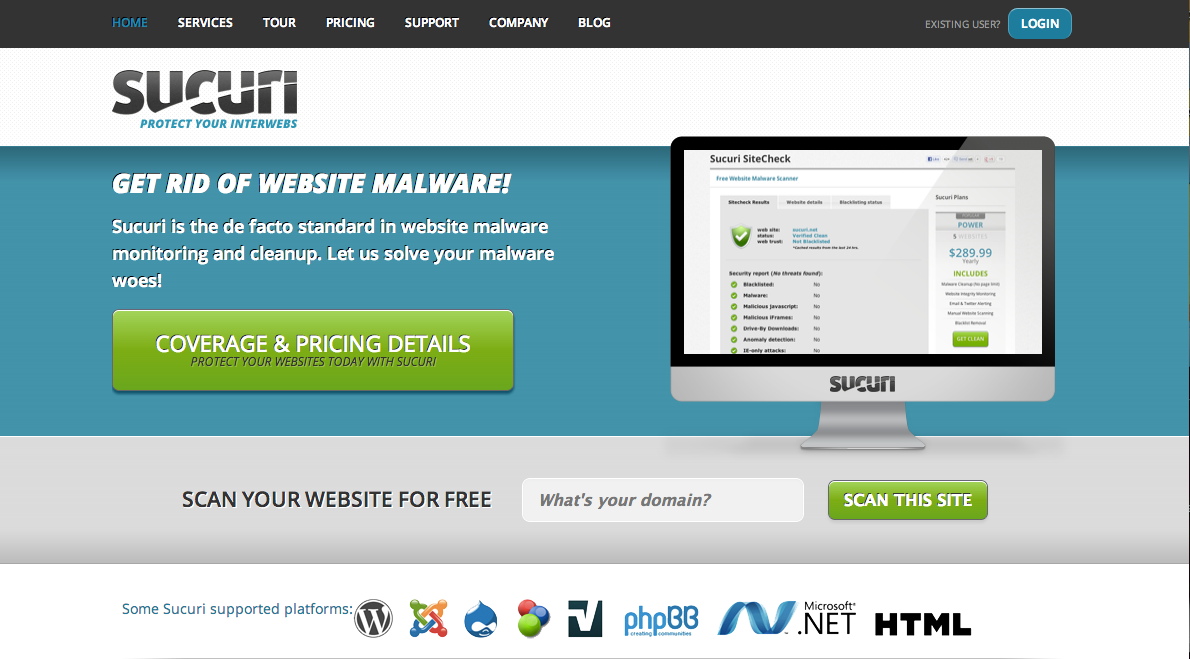 HOME SERVICES TOUR PRICING SUPPORT COMPANY BLOG EXISTING USER? LOGIN
SUCURI
PROTECT YOUR INTERWEBS
GET RID OF WEBSITE MALWARE!
Sucuri is the de facto standard in website malware
monitoring and cleanup. Let us solve your malware
woes!
COVERAGE & PRICING DETAILS
PROTECT YOUR WEBSITES TODAY WITH SUCURI
Sucuri SiteCheck
Free Website Malware Scanner
Sitecheck Results Website details Blacklisting status
web site: sucuri.net
status: Verified Clean
web trust: Not Blacklisted
*Cached results from the last 24 hrs.
Security report (No threats found):
Blacklisted: No
Malware: No
Malicious javascript: No
Malicious iFrames: No
Drive-By Downloads: No
Anomaly detection: No
IE-only attacks: No
Sucuri Plans
POWER
5 WEBSITES
$289.99
Yearly
INCLUDES
Malware Cleanup (No page limit)
Website Integrity Monitoring
Email & Twitter Alerting
Manual Website Scanning
Blacklist Removal
GET CLEAN
SUCURI
SCAN YOUR WEBSITE FOR FREE What's your domain? SCAN THIS SITE
Some Sucuri supported platforms:
phpBB
creating communities
Microsoft®
.NET
HTML